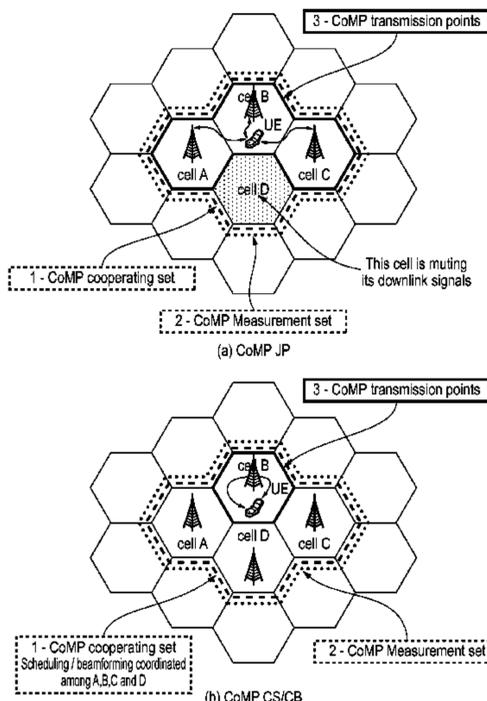 3 - CoMP transmission points
cell B
UE
cell A
cell C
cell D
1 - CoMP cooperating set
This cell is muting
its downlink signals
2 - CoMP Measurement set
(a) CoMP JP
3 - CoMP transmission points
cell B
UE
cell A
cell D
cell C
1 - CoMP cooperating set
Scheduling / beamforming coordinated
among A,B,C and D
2 - CoMP Measurement set
(b) CoMP CS/CB